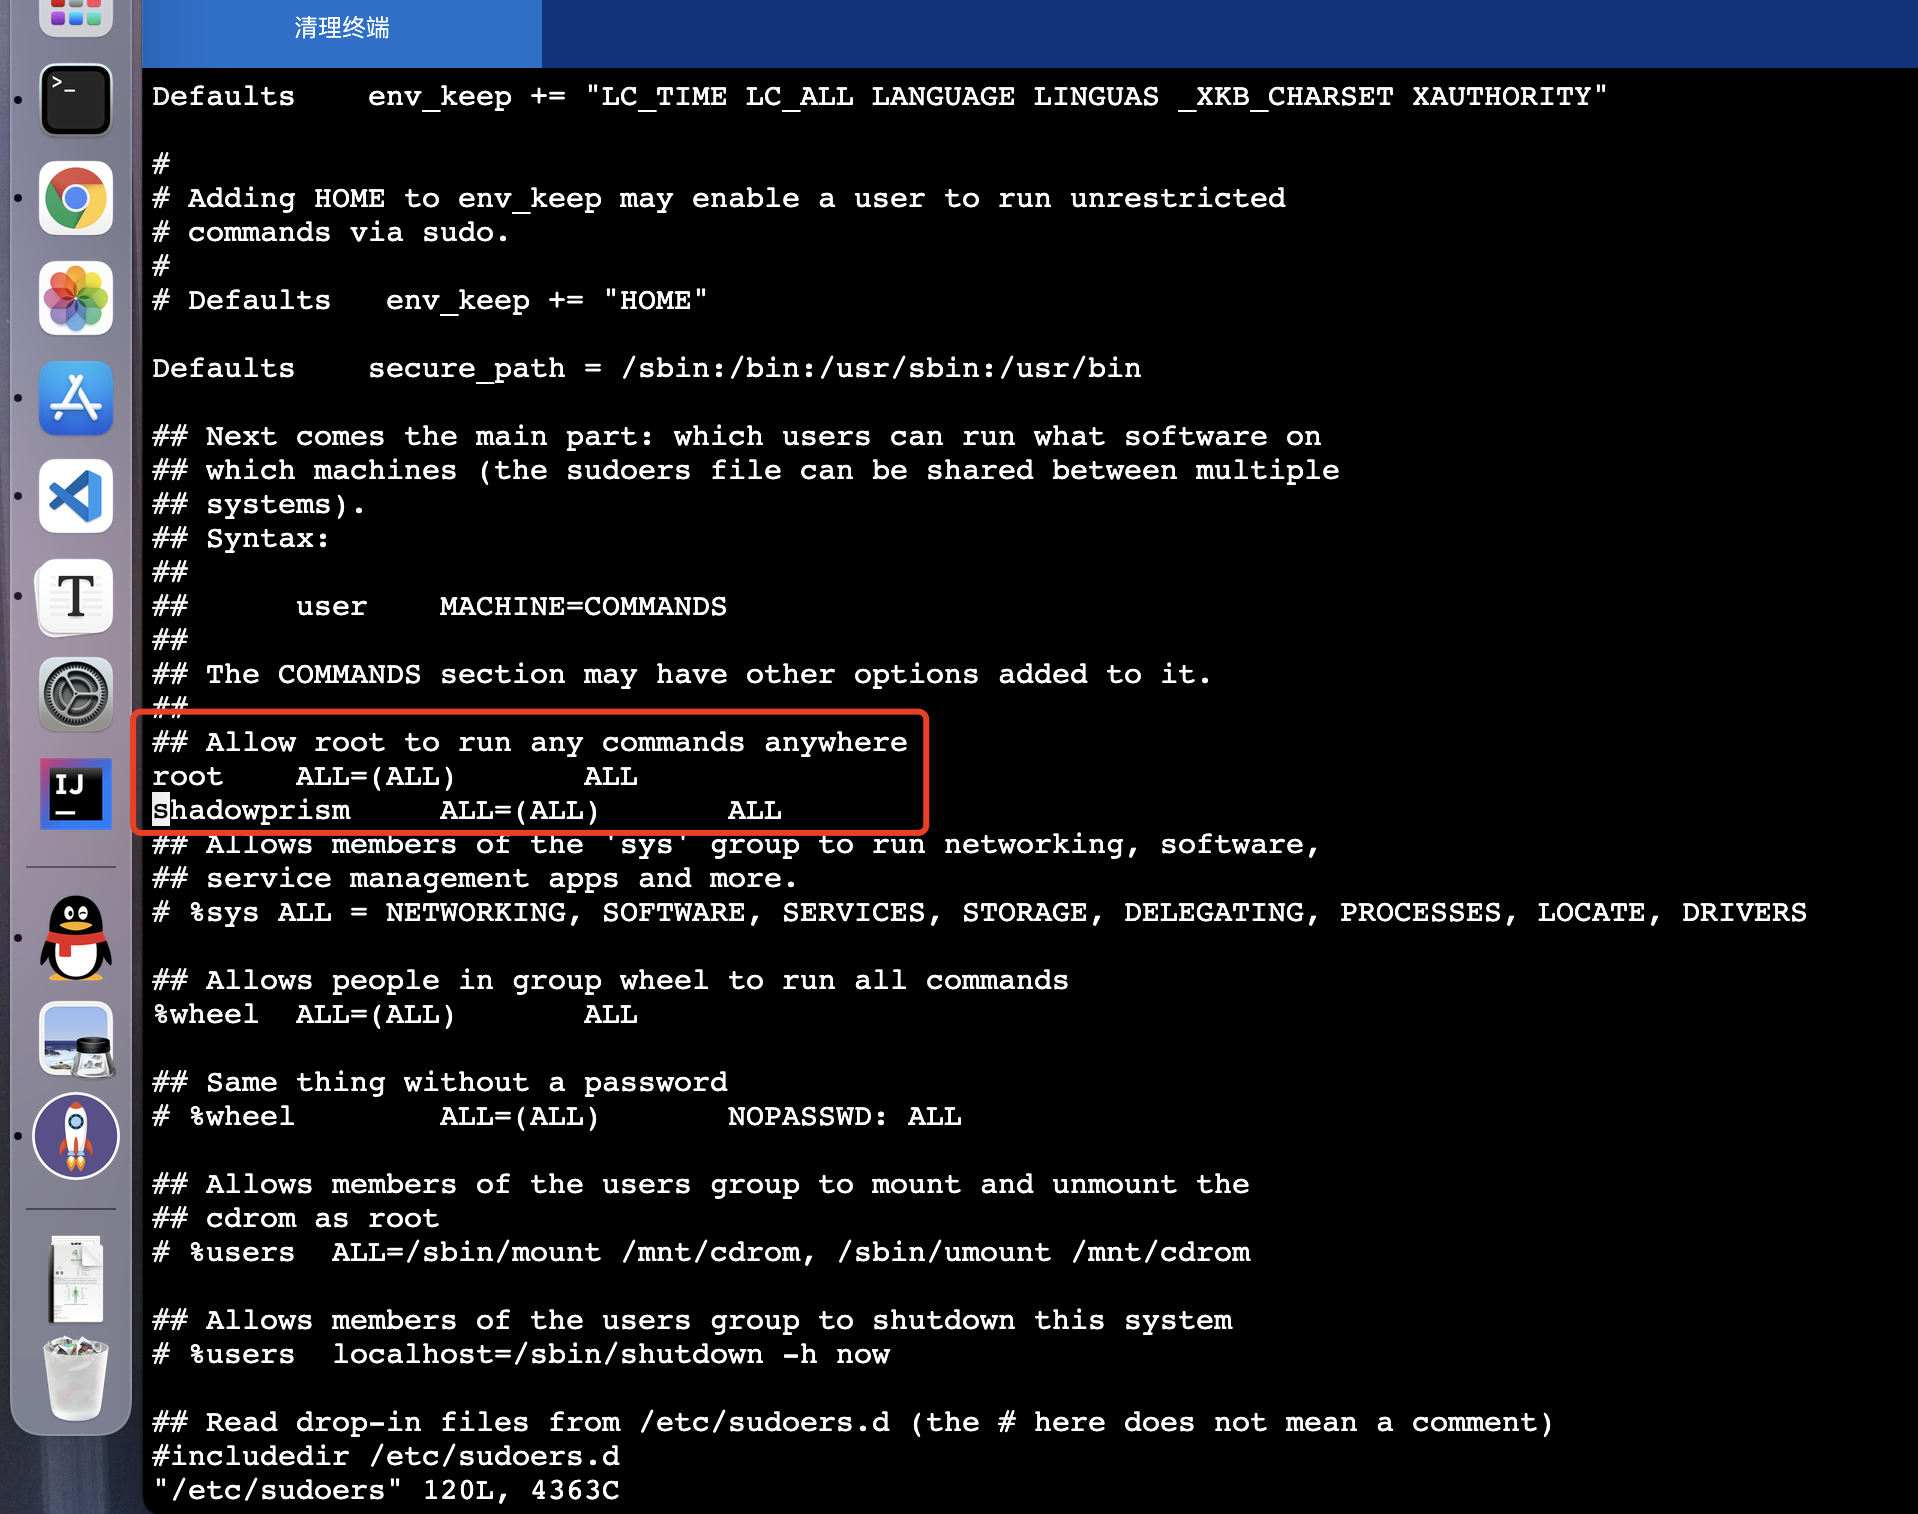 清理终端
Defaults    env_keep += "LC_TIME LC_ALL LANGUAGE LINGUAS _XKB_CHARSET XAUTHORITY"
#
# Adding HOME to env_keep may enable a user to run unrestricted
# commands via sudo.
#
# Defaults   env_keep += "HOME"
Defaults    secure_path = /sbin:/bin:/usr/sbin:/usr/bin
## Next comes the main part: which users can run what software on
## which machines (the sudoers file can be shared between multiple
## systems).
## Syntax:
##
##      user    MACHINE=COMMANDS
##
## The COMMANDS section may have other options added to it.
##
## Allow root to run any commands anywhere
root    ALL=(ALL)       ALL
shadowprism     ALL=(ALL)       ALL
## Allows members of the 'sys' group to run networking, software,
## service management apps and more.
# %sys ALL = NETWORKING, SOFTWARE, SERVICES, STORAGE, DELEGATING, PROCESSES, LOCATE, DRIVERS
## Allows people in group wheel to run all commands
%wheel  ALL=(ALL)       ALL
## Same thing without a password
# %wheel        ALL=(ALL)       NOPASSWD: ALL
## Allows members of the users group to mount and unmount the
## cdrom as root
# %users  ALL=/sbin/mount /mnt/cdrom, /sbin/umount /mnt/cdrom
## Allows members of the users group to shutdown this system
# %users  localhost=/sbin/shutdown -h now
## Read drop-in files from /etc/sudoers.d (the # here does not mean a comment)
#includedir /etc/sudoers.d
"/etc/sudoers" 120L, 4363C
>_
T
IJ